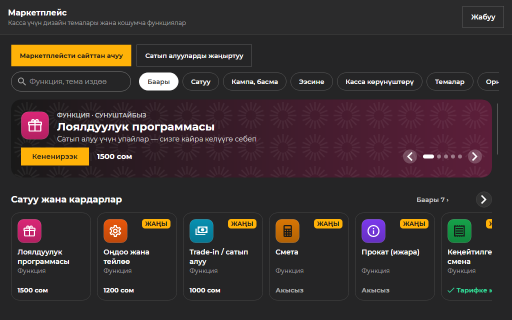 Маркетплейс
Касса үчүн дизайн темалары жана кошумча функциялар
Жабуу
Маркетплейсти сайттан ачуу
Сатып алууларды жаңыртуу
Функция, тема издөө
Баары
Сатуу
Кампа, басма
Ээсине
Касса көрүнүштөрү
Темалар
ФУНКЦИЯ · СУНУШТАЙБЫЗ
Лоялдуулук программасы
Сатып алуу үчүн упайлар — сизге кайра келүүгө себеп
Кененирээк
1500 сом
Сатуу жана кардарлар
Баары 7 ›
Лоялдуулук программасы
Функция
1500 сом
ЖАҢЫ
Оңдоо жана тейлөө
Функция
1200 сом
ЖАҢЫ
Trade-in / сатып алуу
Функция
1000 сом
ЖАҢЫ
Смета
Функция
Акысыз
ЖАҢЫ
Прокат (ижара)
Функция
Акысыз
Кеңейтилге
смена
Функция
Тарифке